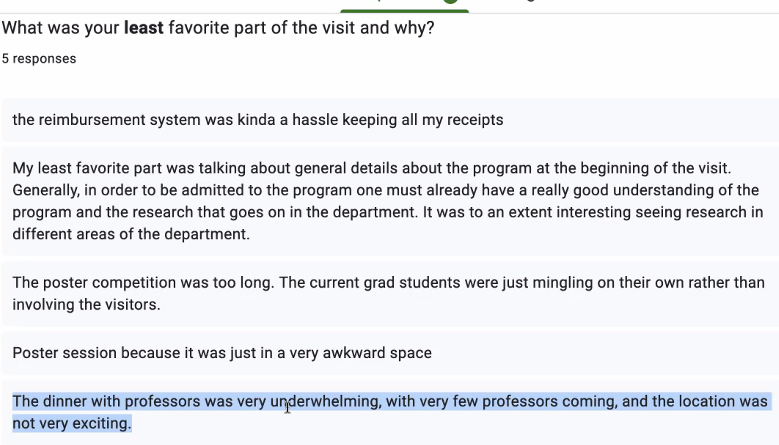 What was your least favorite part of the visit and why?
5 responses
the reimbursement system was kinda a hassle keeping all my receipts
My least favorite part was talking about general details about the program at the beginning of the visit.
Generally, in order to be admitted to the program one must already have a really good understanding of the
program and the research that goes on in the department. It was to an extent interesting seeing research in
different areas of the department.
The poster competition was too long. The current grad students were just mingling on their own rather than
involving the visitors.
Poster session because it was just in a very awkward space
The dinner with professors was very underwhelming, with very few professors coming, and the location was
not very exciting.